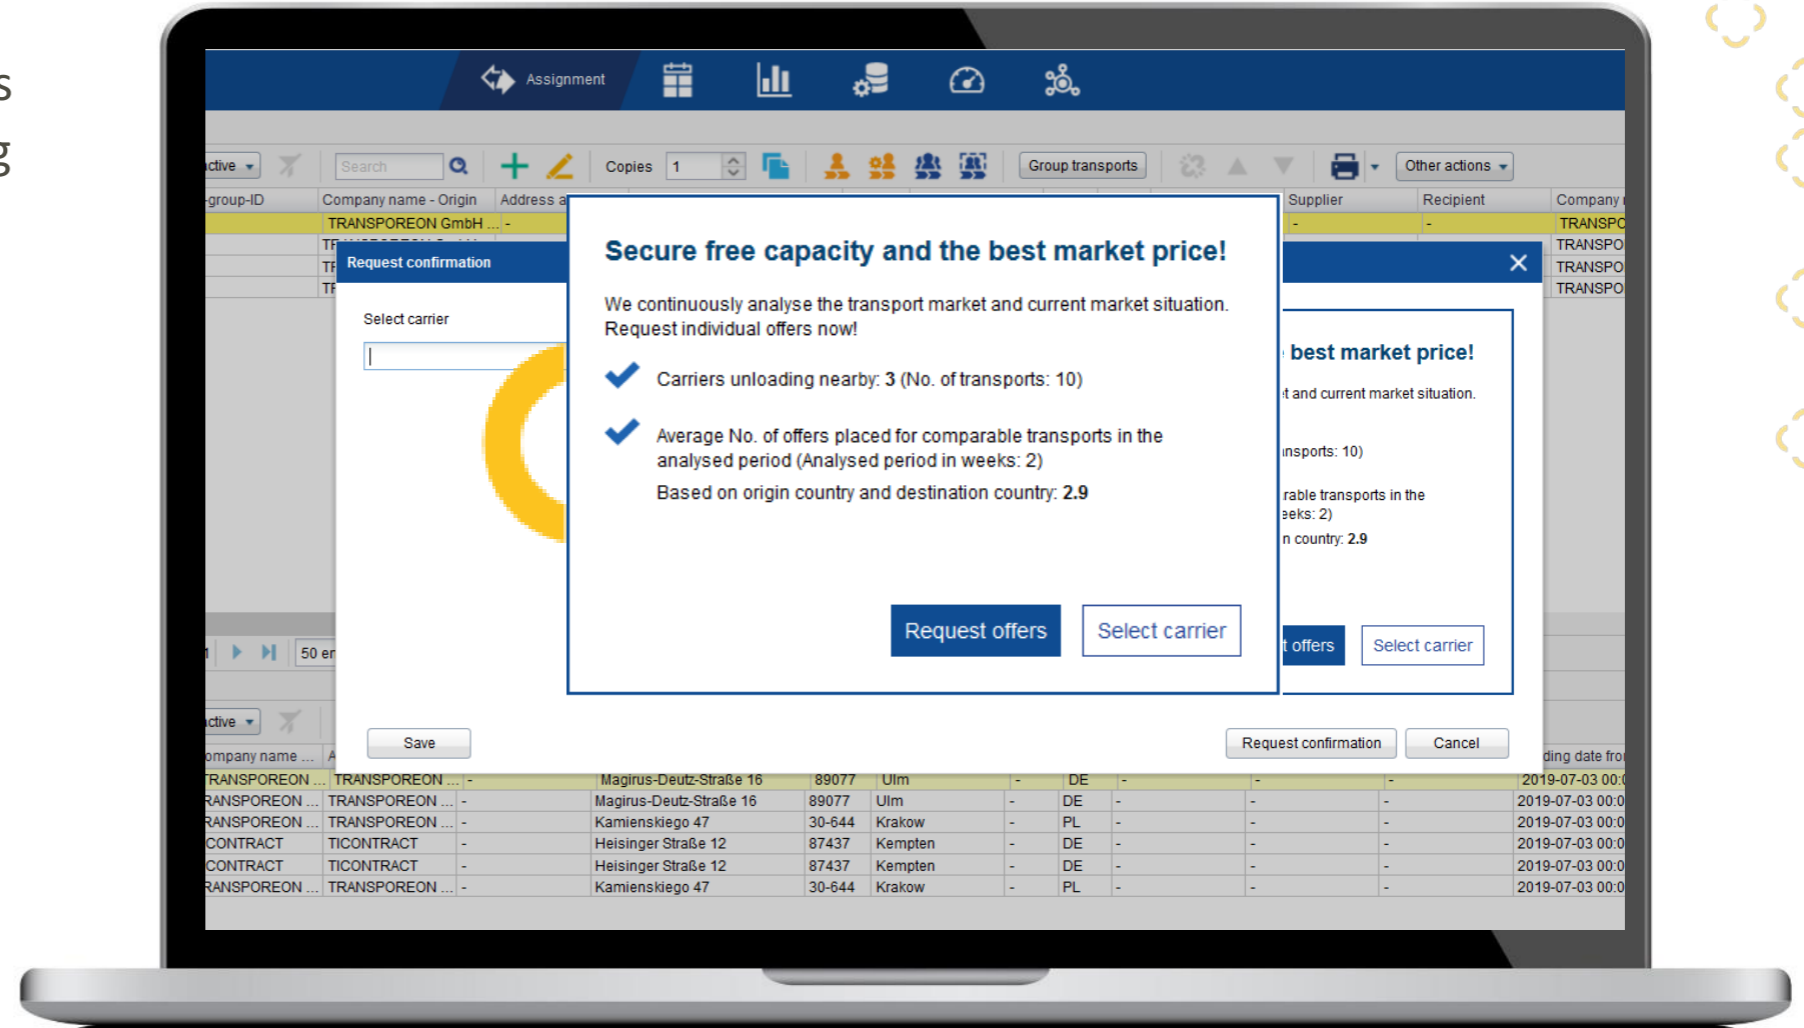 s
g
Assignment
active
Search
Copies 1
Group transports
Other actions
-group-ID Company name - Origin Address a Supplier Recipient Company
TRANSPOREON GmbH ... - - - TRANSPO
TRANSPO
TRANSPO
TRANSPO
Request confirmation
Select carrier
Secure free capacity and the best market price!
We continuously analyse the transport market and current market situation.
Request individual offers now!
Carriers unloading nearby: 3 (No. of transports: 10)
Average No. of offers placed for comparable transports in the
analysed period (Analysed period in weeks: 2)
Based on origin country and destination country: 2.9
Request offers Select carrier
best market price!
t and current market situation.
nsports: 10)
rable transports in the
eeks: 2)
n country: 2.9
t offers Select carrier
50 er
Save Request confirmation Cancel
active
ompany name ... A ding date fro
TRANSPOREON ... TRANSPOREON ... - Magirus-Deutz-Straße 16 89077 Ulm - DE - - - 2019-07-03 00:0
RANSPOREON ... TRANSPOREON ... - Magirus-Deutz-Straße 16 89077 Ulm - DE - - - 2019-07-03 00:0
RANSPOREON ... TRANSPOREON ... - Kamienskiego 47 30-644 Krakow - PL - - - 2019-07-03 00:0
CONTRACT TICONTRACT - Heisinger Straße 12 87437 Kempten - DE - - - 2019-07-03 00:0
CONTRACT TICONTRACT - Heisinger Straße 12 87437 Kempten - DE - - - 2019-07-03 00:0
RANSPOREON ... TRANSPOREON ... - Kamienskiego 47 30-644 Krakow - PL - - - 2019-07-03 00:0